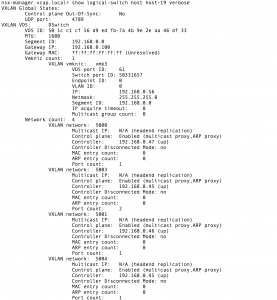 nsx-manager.vcap.local> show logical-switch host host-19 verbose
VXLAN Global States:
Control plane Out-Of-Sync: No
UDP port: 4789
VXLAN VDS: DSwitch
VDS ID: 50 1c c1 cf 56 d9 ed fb-7a 4b 9e 2e aa 46 df 33
MTU: 1600
Segment ID: 192.168.0.0
Gateway IP: 192.168.0.100
Gateway MAC: ff:ff:ff:ff:ff:ff (Unresolved)
Vmknic count: 1
VXLAN vmknic: vmk3
VDS port ID: 61
Switch port ID: 50331657
Endpoint ID: 0
VLAN ID: 0
IP: 192.168.0.56
Netmask: 255.255.255.0
Segment ID: 192.168.0.0
IP acquire timeout: 0
Multicast group count: 0
Network count: 4
VXLAN network: 5000
Multicast IP: N/A (headend replication)
Control plane: Enabled (multicast proxy,ARP proxy)
Controller: 192.168.0.47 (up)
Controller Disconnected Mode: no
MAC entry count: 0
ARP entry count: 0
Port count: 1
VXLAN network: 5003
Multicast IP: N/A (headend replication)
Control plane: Enabled (multicast proxy,ARP proxy)
Controller: 192.168.0.45 (up)
Controller Disconnected Mode: no
MAC entry count: 0
ARP entry count: 0
Port count: 2
VXLAN network: 5001
Multicast IP: N/A (headend replication)
Control plane: Enabled (multicast proxy,ARP proxy)
Controller: 192.168.0.46 (up)
Controller Disconnected Mode: no
MAC entry count: 0
ARP entry count: 0
Port count: 1
VXLAN network: 5004
Multicast IP: N/A (headend replication)
Control plane: Enabled (multicast proxy,ARP proxy)
Controller: 192.168.0.45 (up)
Controller Disconnected Mode: no
MAC entry count: 0
ARP entry count: 0
Port count: 1